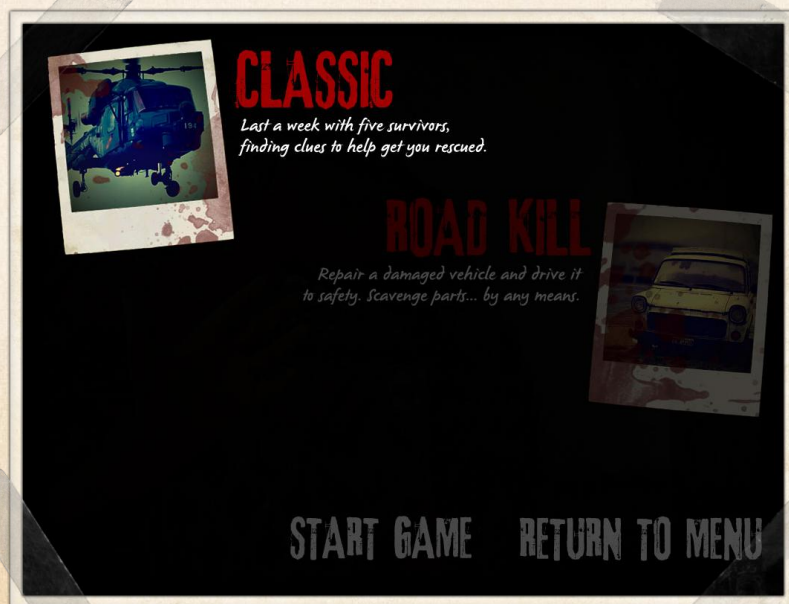 CLASSIC
Last a week with five survivors,
finding clues to help get you rescued.
ROAD KILL
Repair a damaged vehicle and drive it
to safety. Scavenge parts... by any means.
START GAME RETURN TO MENU